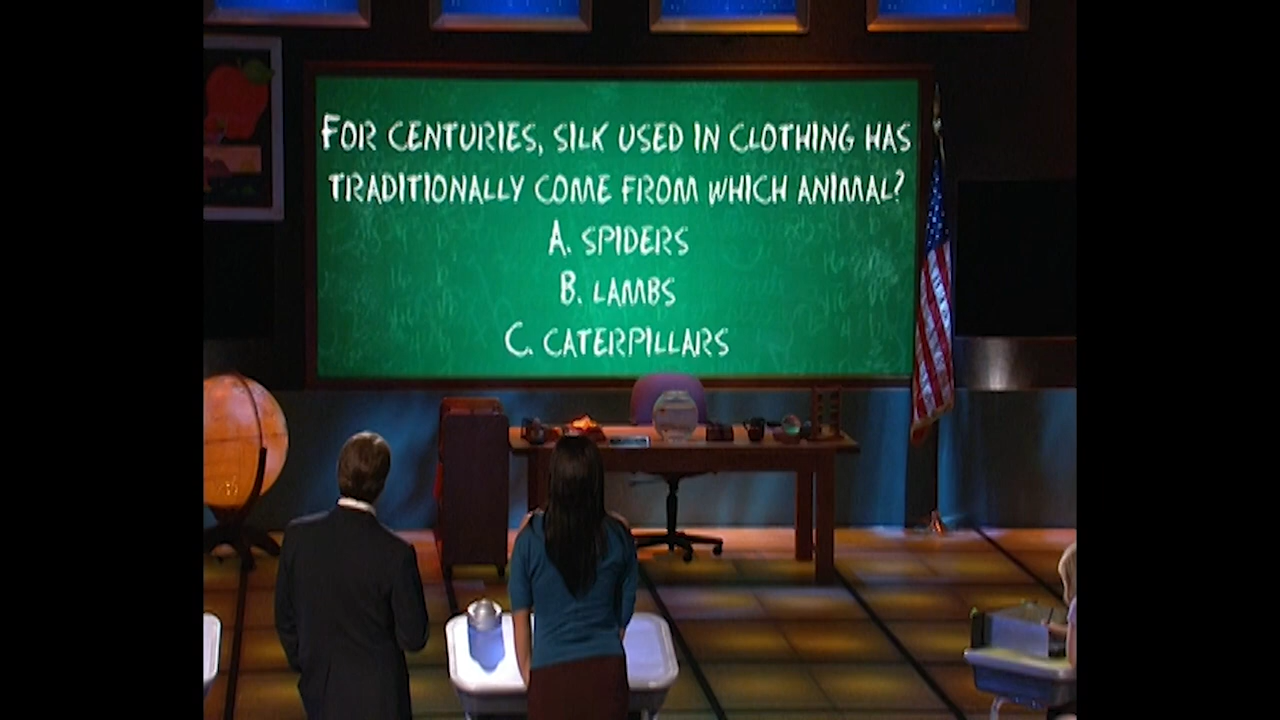 FOR CENTURIES, SILK USED IN CLOTHING HAS
TRADITIONALLY COME FROM WHICH ANIMAL?
A. SPIDERS
B. LAMBS
C. CATERPILLARS